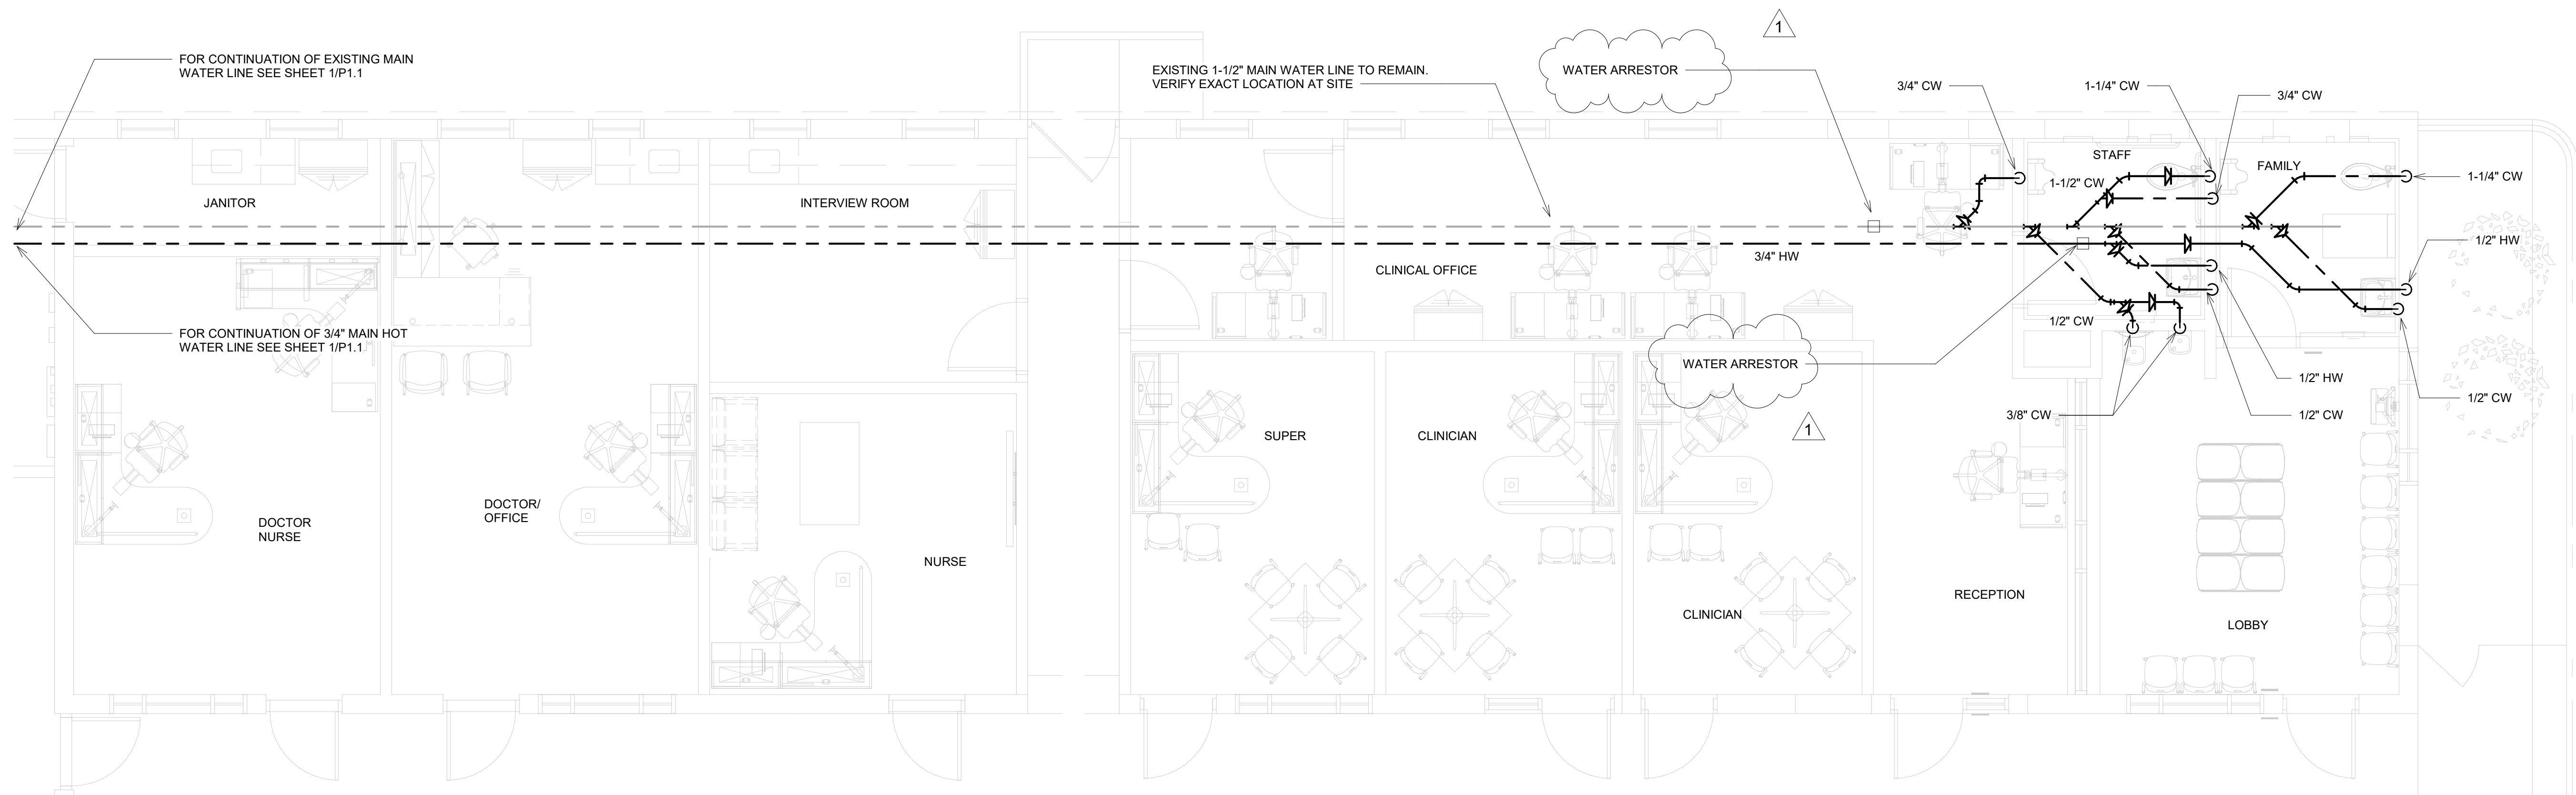 1
FOR CONTINUATION OF EXISTING MAIN
WATER LINE SEE SHEET 1/P1.1
EXISTING 1-1/2" MAIN WATER LINE TO REMAIN.
VERIFY EXACT LOCATION AT SITE
WATER ARRESTOR
3/4" CW
1-1/4" CW
3/4" CW
STAFF
FAMILY
1-1/2" CW
1-1/4" CW
JANITOR
INTERVIEW ROOM
1/2" HW
3/4" HW
CLINICAL OFFICE
1/2" CW
FOR CONTINUATION OF 3/4" MAIN HOT
WATER LINE SEE SHEET 1/P1.1
WATER ARRESTOR
1/2" HW
1/2" CW
3/8" CW
1/2" CW
1
SUPER
CLINICIAN
DOCTOR/
OFFICE
DOCTOR
NURSE
NURSE
RECEPTION
CLINICIAN
LOBBY